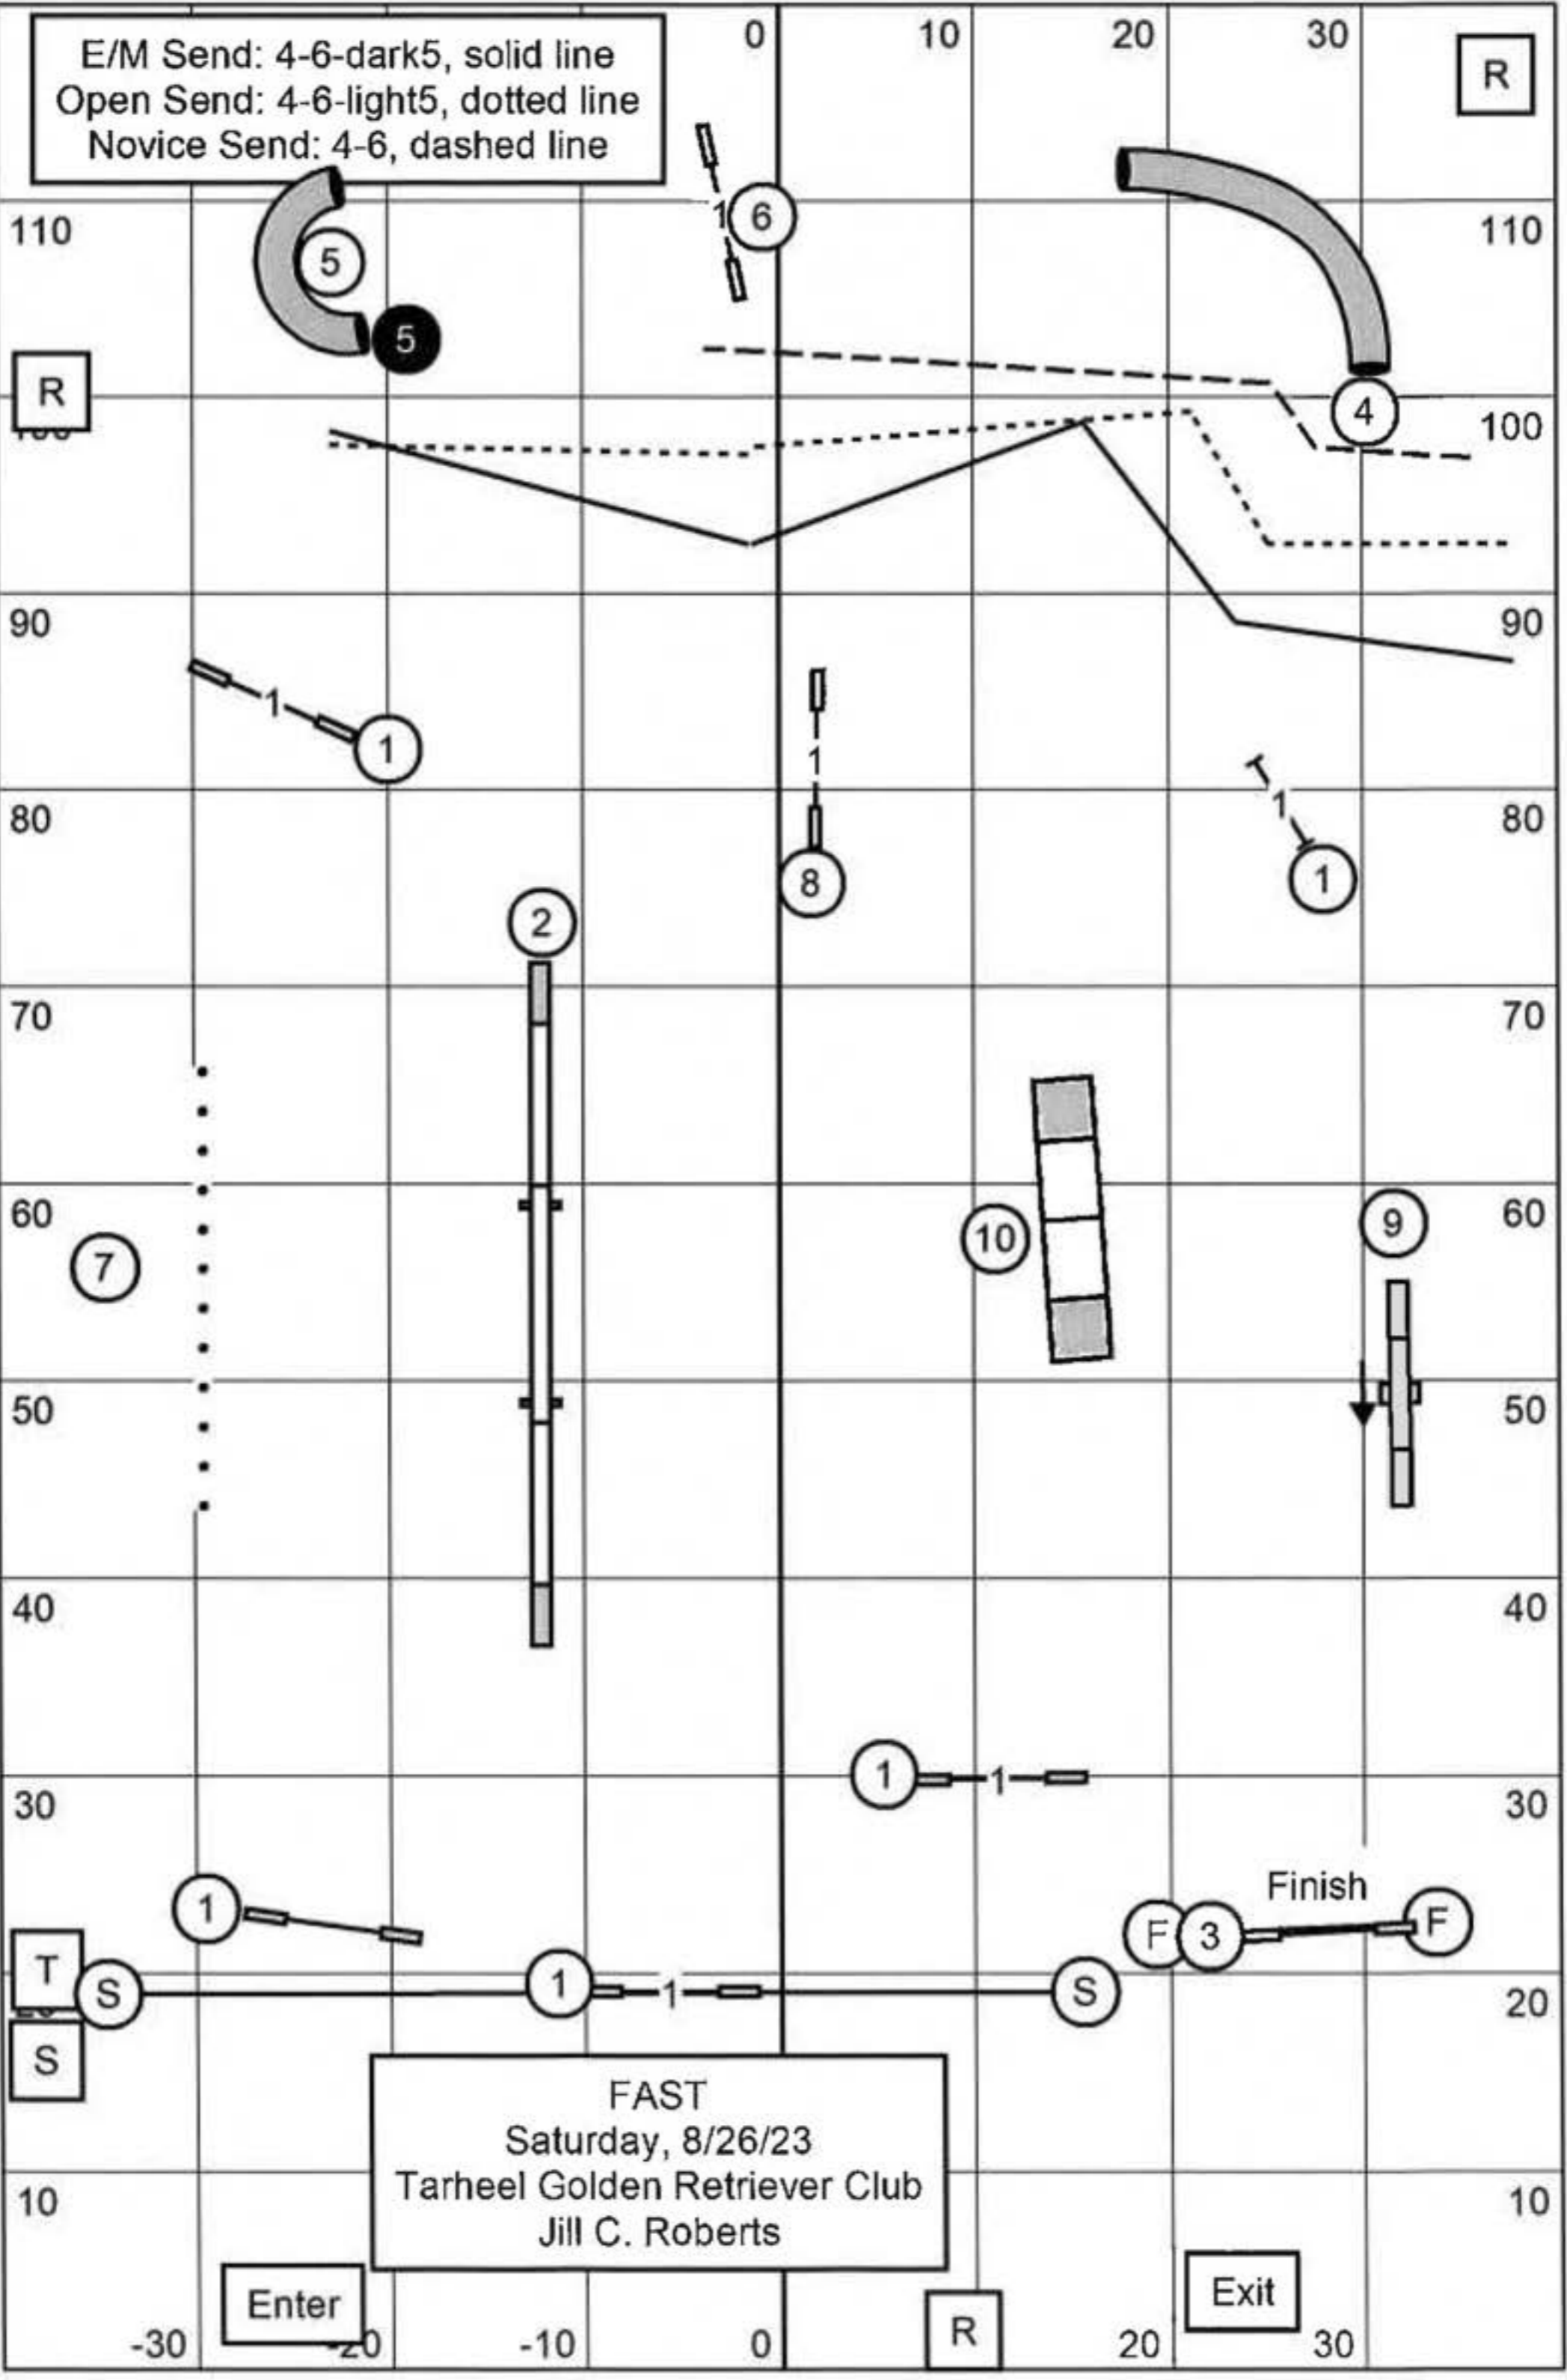 0 10 20 30
E/M Send: 4-6-dark5, solid line
Open Send: 4-6-light5, dotted line
Novice Send: 4-6, dashed line
R
1 6
110 110
5
5
R
4
100
90 90
1 1
1
1
80 80
8
1
2
70 70
60 60
9
10
7
50 50
40 40
1 1
30 30
Finish
1
F 3 F
T
S 1 1 S
20
S
FAST
Saturday, 8/26/23
Tarheel Golden Retriever Club
Jill C. Roberts
10 10
Enter
Exit
R
-30 -20 -10 0 20 30